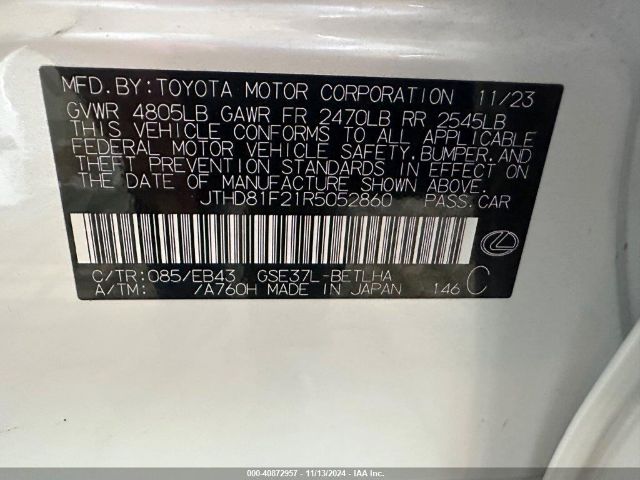 MFD. BY: TOYOTA MOTOR CORPORATION 11/23
GVWR 4805LB GAWR FR 2470LB RR 2545LB
THIS VEHICLE CONFORMS TO ALL APPLICABLE
FEDERAL MOTOR VEHICLE SAFETY, BUMPER, AND
THEFT PREVENTION STANDARDS IN EFFECT ON
THE DATE OF MANUFACTURE SHOWN ABOVE.
JTHD81F21R5052860 PASS. CAR
C/TR: 085/EB43 GSE37L-BETLHA
A/TM: /A760H MADE IN JAPAN 146 C
000-40872957 - 11/13/2024 - IAA Inc.